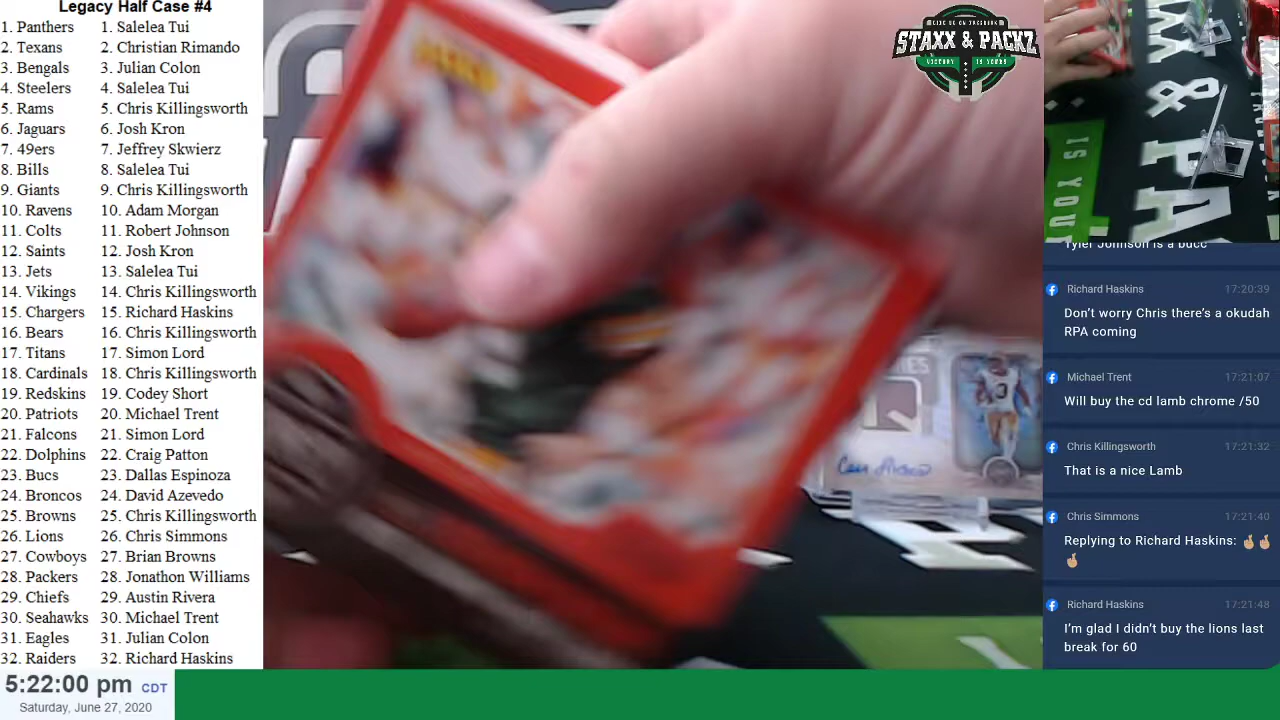 Legacy Half Case #4
1. Panthers 1. Salelea Tui
2. Texans 2. Christian Rimando
3. Bengals 3. Julian Colon
4. Steelers 4. Salelea Tui
5. Rams 5. Chris Killingsworth
6. Jaguars 6. Josh Kron
7. 49ers 7. Jeffrey Skwierz
8. Bills 8. Salelea Tui
9. Giants 9. Chris Killingsworth
10. Ravens 10. Adam Morgan
11. Colts 11. Robert Johnson
12. Saints 12. Josh Kron
13. Jets 13. Salelea Tui
14. Vikings 14. Chris Killingsworth
15. Chargers 15. Richard Haskins
16. Bears 16. Chris Killingsworth
17. Titans 17. Simon Lord
18. Cardinals 18. Chris Killingsworth
19. Redskins 19. Codey Short
20. Patriots 20. Michael Trent
21. Falcons 21. Simon Lord
22. Dolphins 22. Craig Patton
23. Bucs 23. Dallas Espinoza
24. Broncos 24. David Azevedo
25. Browns 25. Chris Killingsworth
26. Lions 26. Chris Simmons
27. Cowboys 27. Brian Browns
28. Packers 28. Jonathon Williams
29. Chiefs 29. Austin Rivera
30. Seahawks 30. Michael Trent
31. Eagles 31. Julian Colon
32. Raiders 32. Richard Haskins
5:22:00 pm CDT
Saturday, June 27, 2020
STAXX & PACKZ
VICTORY IS YOURS
XX & PA
IS YOUR
Tyler Johnson is a bucc
Richard Haskins 17:20:39
Don't worry Chris there's a okudah
RPA coming
Michael Trent 17:21:07
Will buy the cd lamb chrome /50
Chris Killingsworth 17:21:32
That is a nice Lamb
Chris Simmons 17:21:40
Replying to Richard Haskins: 🤞🏼🤞🏼
🤞🏼
Richard Haskins 17:21:48
I'm glad I didn't buy the lions last
break for 60